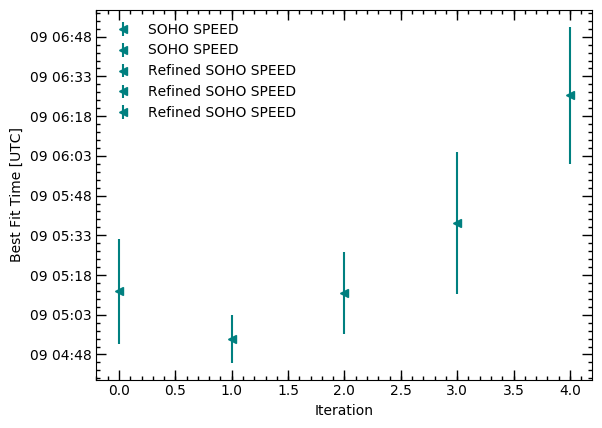 SOHO SPEED
SOHO SPEED
Refined SOHO SPEED
Refined SOHO SPEED
Refined SOHO SPEED
09 06:48
09 06:33
09 06:18
09 06:03
09 05:48
09 05:33
09 05:18
09 05:03
09 04:48
Best Fit Time [UTC]
0.0 0.5 1.0 1.5 2.0 2.5 3.0 3.5 4.0
Iteration